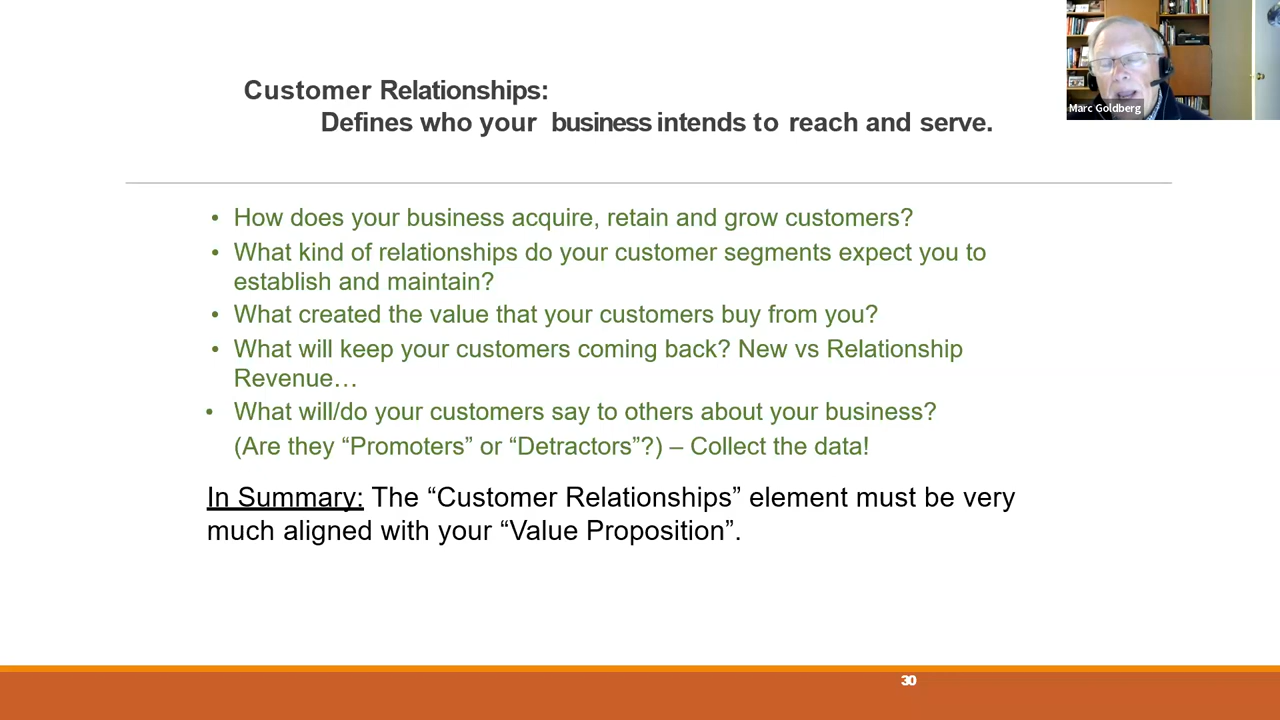 Marc Goldberg
Customer Relationships:
Defines who your business intends to reach and serve.
• How does your business acquire, retain and grow customers?
• What kind of relationships do your customer segments expect you to
establish and maintain?
• What created the value that your customers buy from you?
• What will keep your customers coming back? New vs Relationship
Revenue…
• What will/do your customers say to others about your business?
(Are they “Promoters” or “Detractors”?) – Collect the data!
In Summary: The “Customer Relationships” element must be very
much aligned with your “Value Proposition”.
30